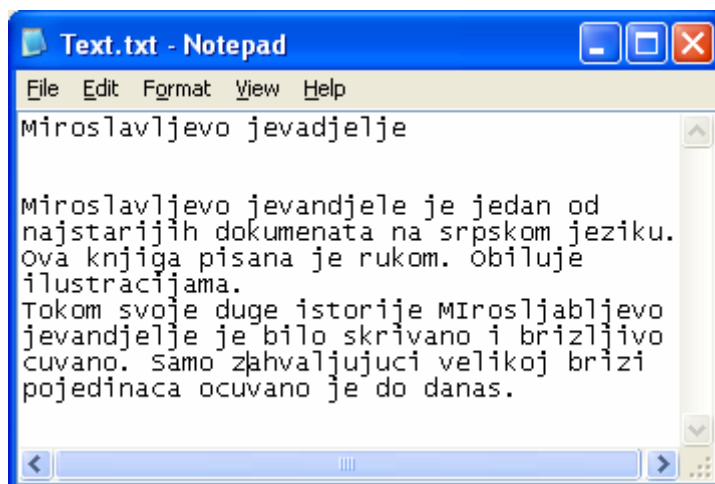 Text.txt - Notepad
File Edit Format View Help
Miroslavljevo jevadjelje
Miroslavljevo jevandjele je jedan od
najstarijih dokumenata na srpskom jeziku.
Ova knjiga pisana je rukom. Obiluje
ilustracijama.
Tokom svoje duge istorije MIrosljabljevo
jevandjelje je bilo skrivano i brizljivo
cuvano. Samo zahvaljujuci velikoj brizi
pojedinaca ocuvano je do danas.